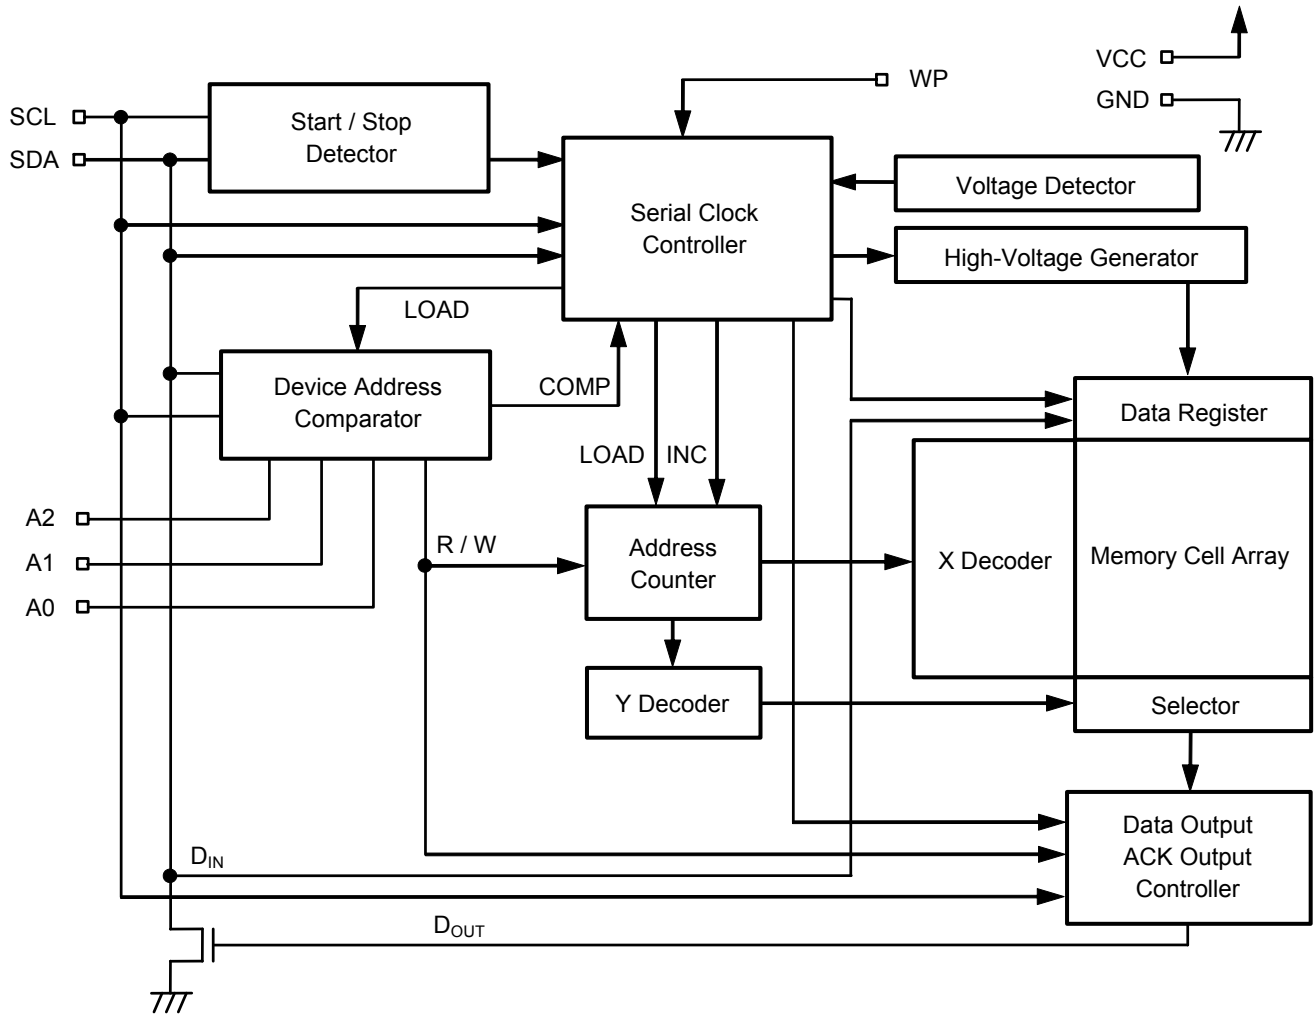 VCC
WP
GND
SCL
SDA
Start / Stop
Detector
Voltage Detector
Serial Clock
Controller
High-Voltage Generator
LOAD
Device Address
Comparator
COMP
Data Register
LOAD
INC
A2
A1
A0
R / W
Address
Counter
X Decoder
Memory Cell Array
Y Decoder
Selector
Data Output
ACK Output
Controller
DIN
DOUT